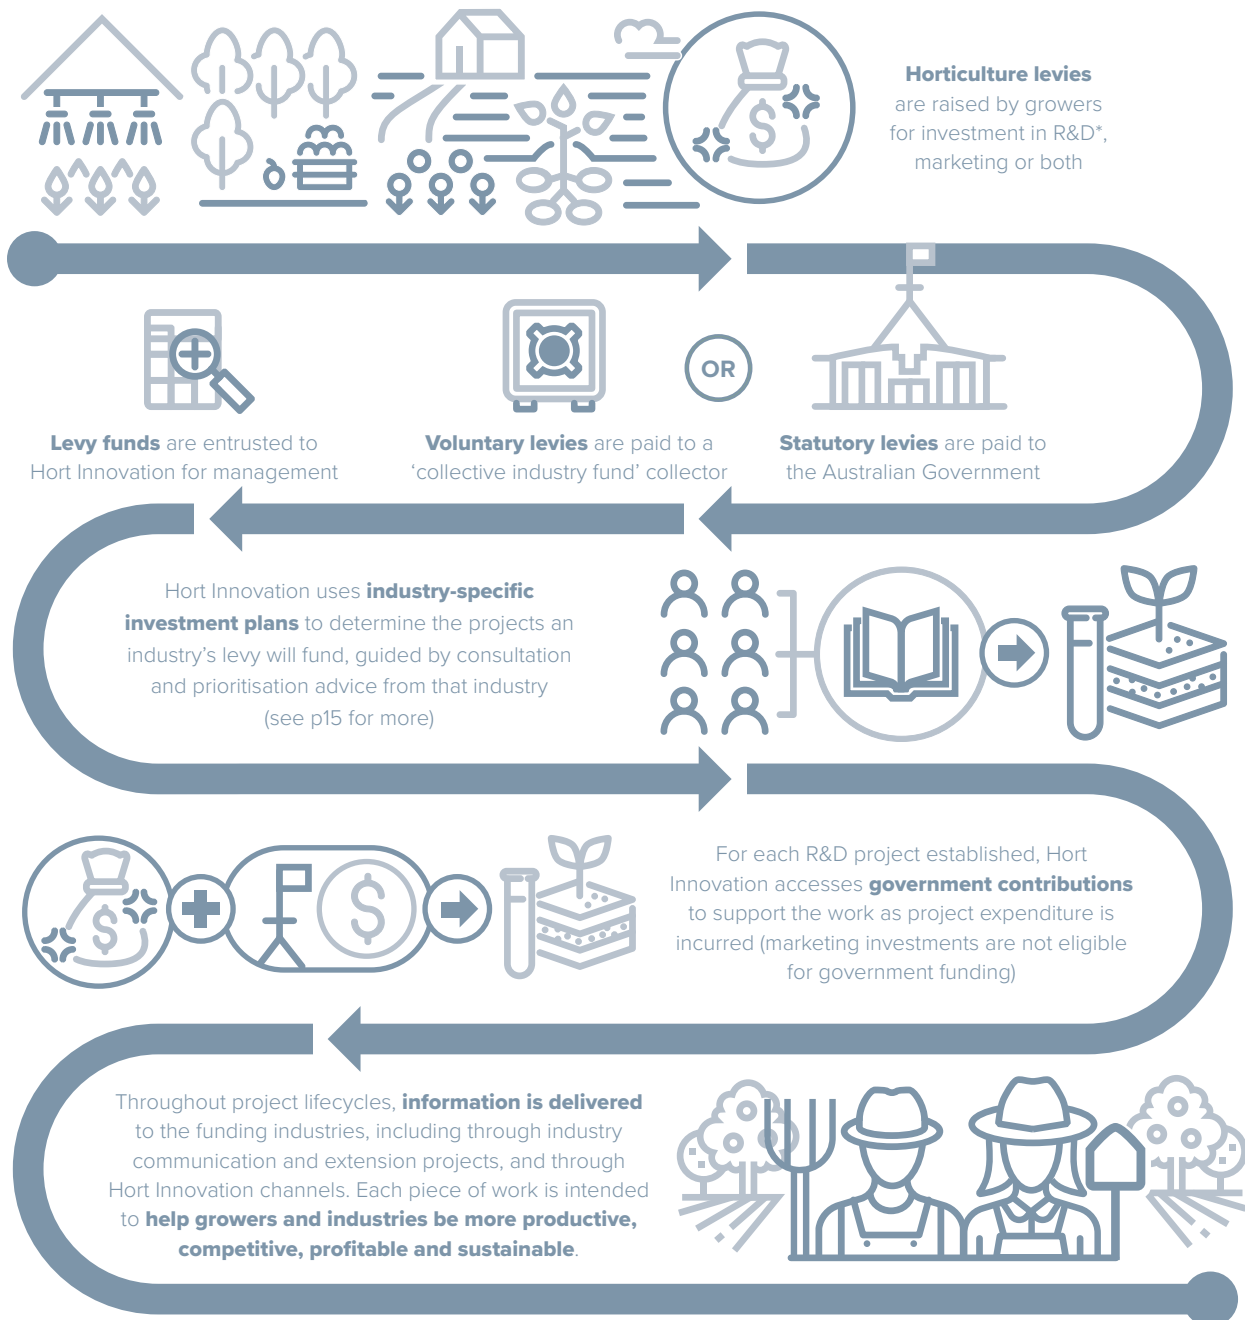 Horticulture levies
are raised by growers
for investment in R&D*,
marketing or both
OR
Levy funds are entrusted to
Hort Innovation for management
Voluntary levies are paid to a
‘collective industry fund’ collector
Statutory levies are paid to
the Australian Government
Hort Innovation uses industry-specific
investment plans to determine the projects an
industry’s levy will fund, guided by consultation
and prioritisation advice from that industry
(see p15 for more)
For each R&D project established, Hort
Innovation accesses government contributions
to support the work as project expenditure is
incurred (marketing investments are not eligible
for government funding)
Throughout project lifecycles, information is delivered
to the funding industries, including through industry
communication and extension projects, and through
Hort Innovation channels. Each piece of work is intended
to help growers and industries be more productive,
competitive, profitable and sustainable.